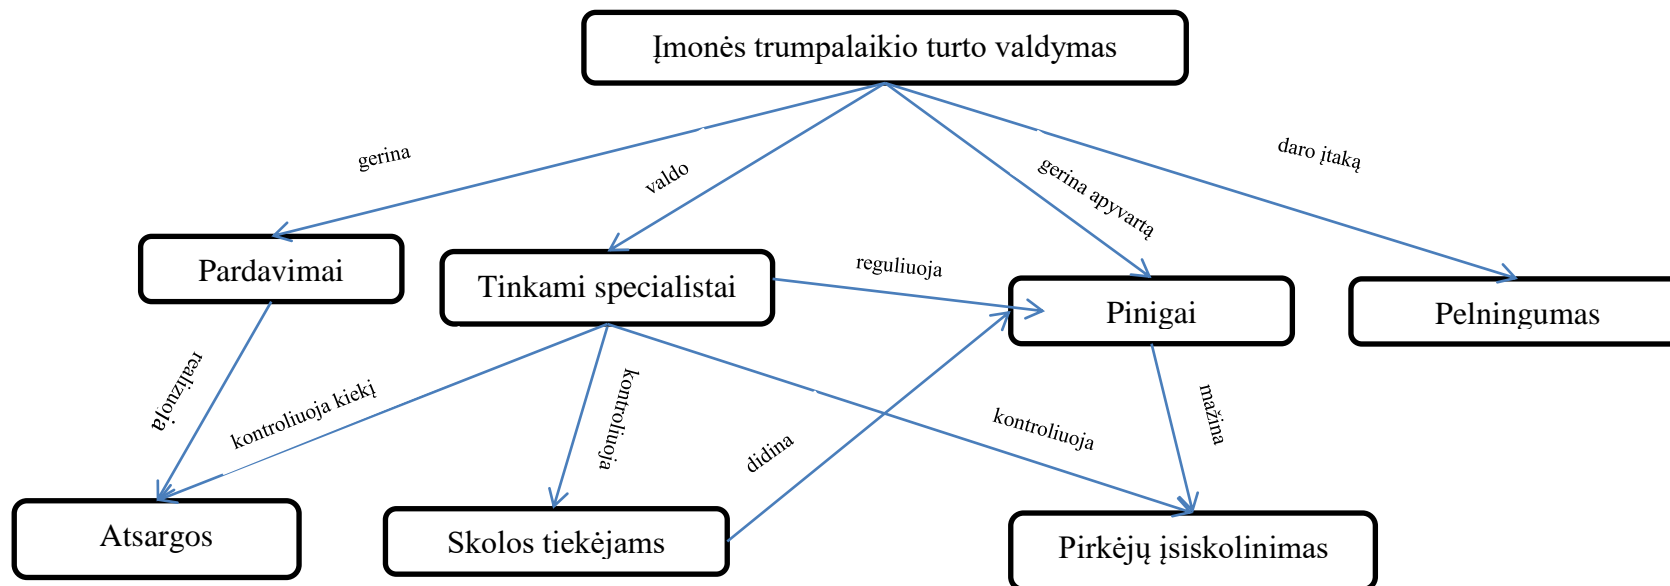 Įmonės trumpalaikio turto valdymas
gerina
valdo
gerina apyvartą
daro įtaką
Pardavimai
Tinkami specialistai
reguliuoja
Pinigai
Pelningumas
realizuoja
kontroliuoja kiekį
kontroliuoja
didina
kontroliuoja
mažina
Atsargos
Skolos tiekėjams
Pirkėjų įsiskolinimas